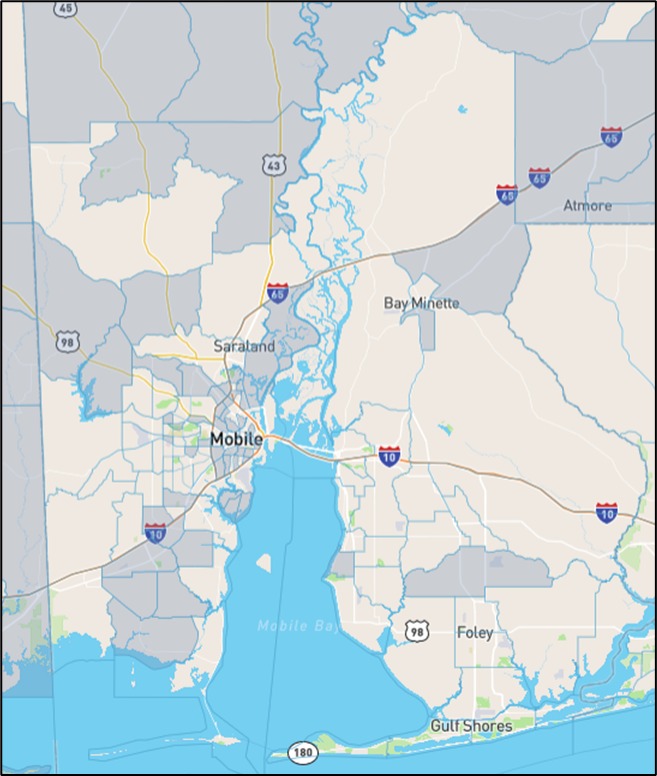 45
43
65
65
65
Atmore
65
Bay Minette
98
Saraland
Mobile
10
10
10
Mobile Bay
98
Foley
Gulf Shores
180